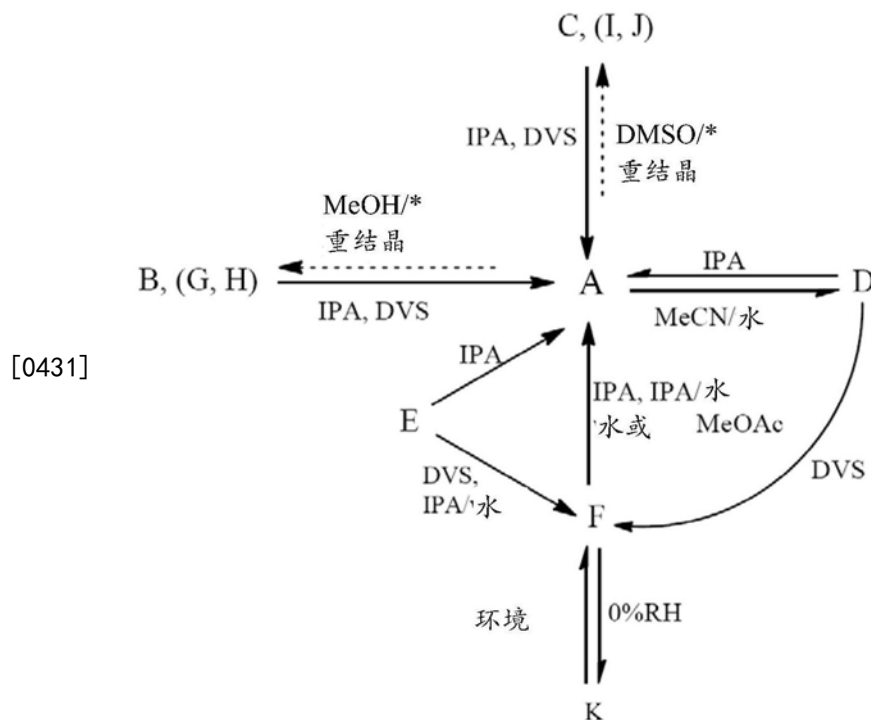 C, (I, J)
IPA, DVS
DMSO/*
重结晶
MeOH/*
重结晶
B, (G, H)
IPA, DVS
A
IPA
MeCN/水
D
[0431]
IPA
IPA, IPA/水
水或 MeOAc
E
DVS,
IPA/水
DVS
F
环境
0%RH
K